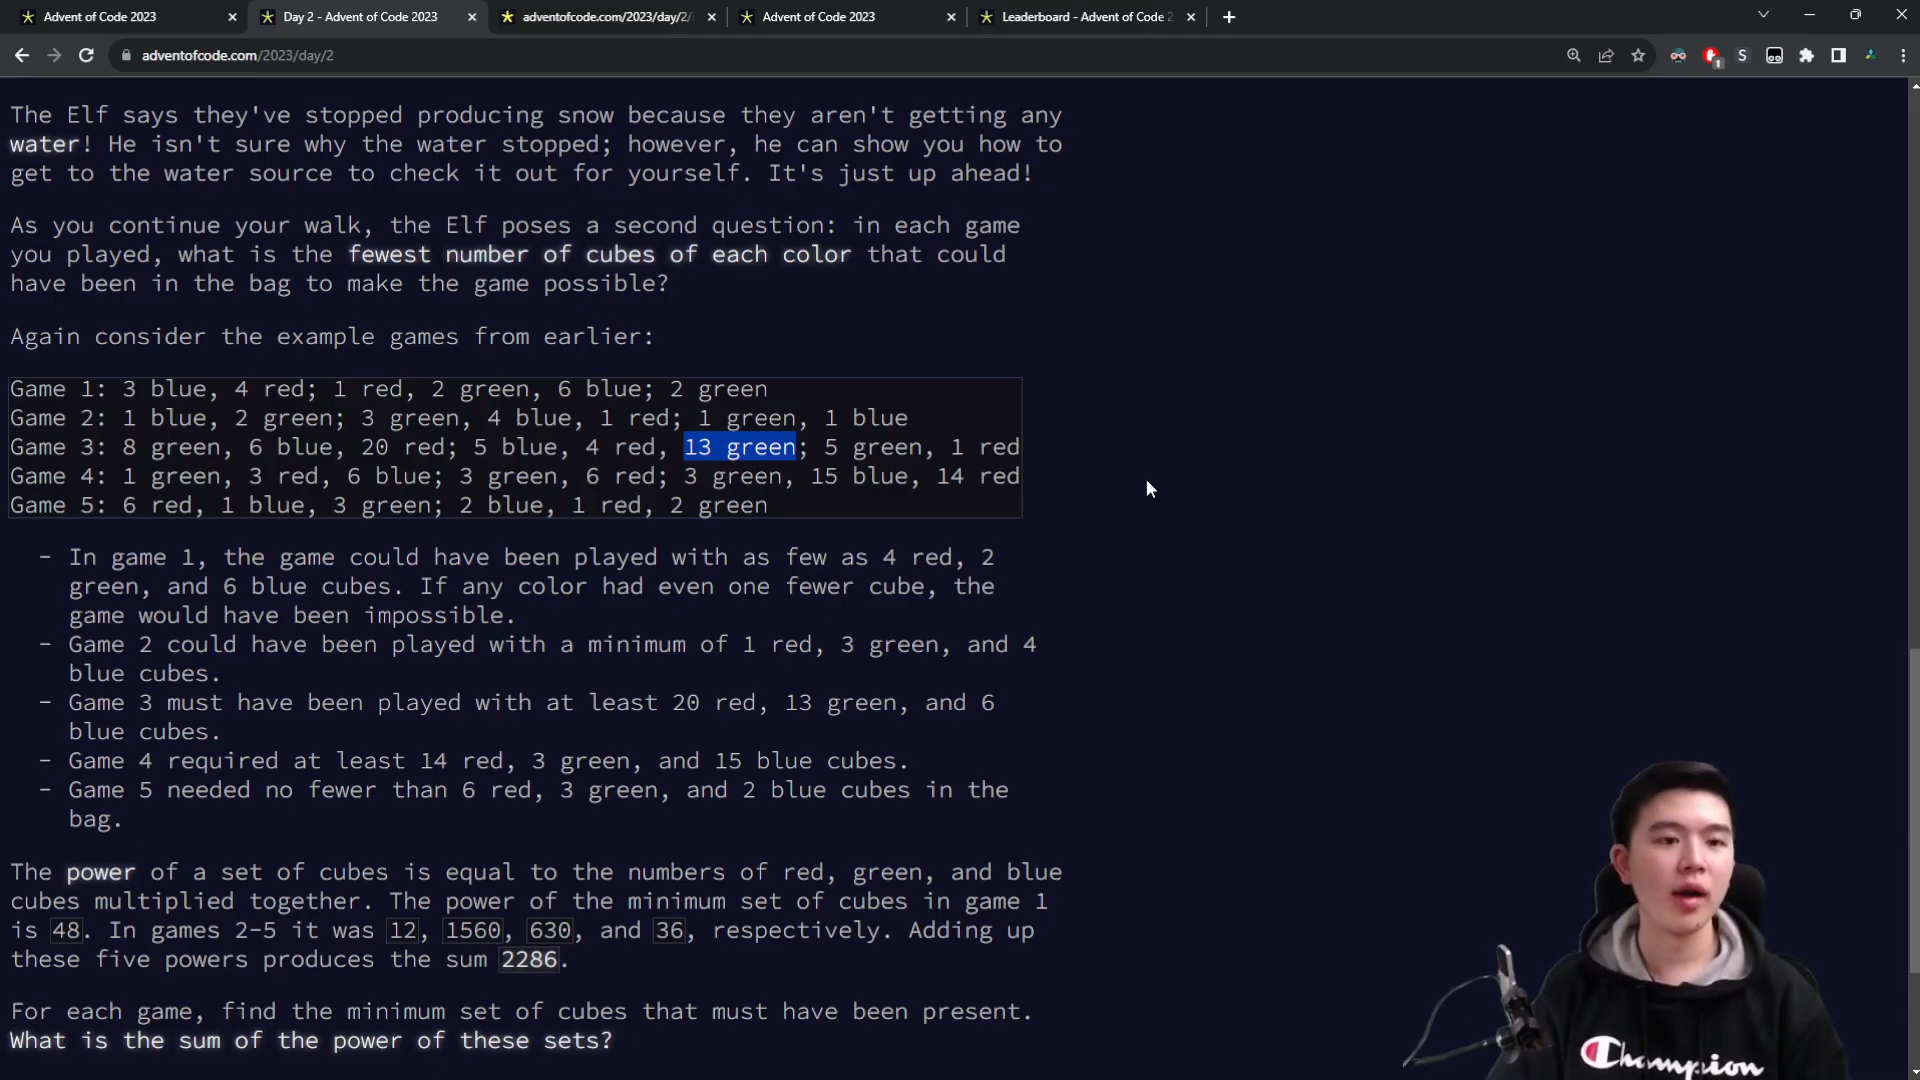 Advent of Code 2023
Day 2 - Advent of Code 2023
adventofcode.com/2023/day/2/
Advent of Code 2023
Leaderboard - Advent of Code 2
adventofcode.com/2023/day/2
The Elf says they've stopped producing snow because they aren't getting any
water! He isn't sure why the water stopped; however, he can show you how to
get to the water source to check it out for yourself. It's just up ahead!
As you continue your walk, the Elf poses a second question: in each game
you played, what is the fewest number of cubes of each color that could
have been in the bag to make the game possible?
Again consider the example games from earlier:
Game 1: 3 blue, 4 red; 1 red, 2 green, 6 blue; 2 green
Game 2: 1 blue, 2 green; 3 green, 4 blue, 1 red; 1 green, 1 blue
Game 3: 8 green, 6 blue, 20 red; 5 blue, 4 red, 13 green; 5 green, 1 red
Game 4: 1 green, 3 red, 6 blue; 3 green, 6 red; 3 green, 15 blue, 14 red
Game 5: 6 red, 1 blue, 3 green; 2 blue, 1 red, 2 green
- In game 1, the game could have been played with as few as 4 red, 2
green, and 6 blue cubes. If any color had even one fewer cube, the
game would have been impossible.
- Game 2 could have been played with a minimum of 1 red, 3 green, and 4
blue cubes.
- Game 3 must have been played with at least 20 red, 13 green, and 6
blue cubes.
- Game 4 required at least 14 red, 3 green, and 15 blue cubes.
- Game 5 needed no fewer than 6 red, 3 green, and 2 blue cubes in the
bag.
The power of a set of cubes is equal to the numbers of red, green, and blue
cubes multiplied together. The power of the minimum set of cubes in game 1
is 48. In games 2-5 it was 12, 1560, 630, and 36, respectively. Adding up
these five powers produces the sum 2286.
For each game, find the minimum set of cubes that must have been present.
What is the sum of the power of these sets?
Champion